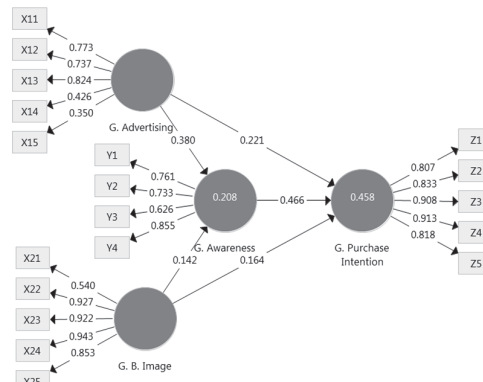 X11
X12
X13
X14
X15
0.773
0.737
0.824
0.426
0.350
G. Advertising
0.380
0.221
Y1
Y2
Y3
Y4
0.761
0.733
0.626
0.855
0.208
G. Awareness
0.466
0.458
G. Purchase
Intention
0.807
0.833
0.908
0.913
0.818
Z1
Z2
Z3
Z4
Z5
0.142
0.164
X21
X22
X23
X24
X25
0.540
0.927
0.922
0.943
0.853
G. B. Image